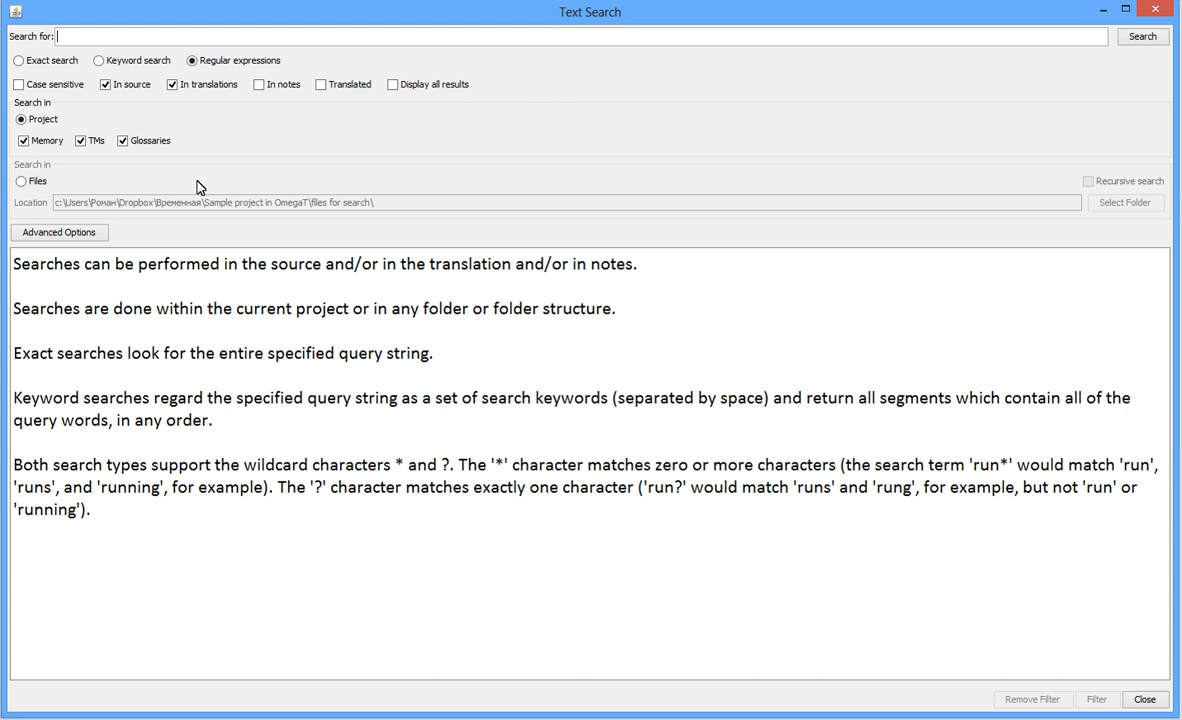 Text Search
Search for:
Search
Exact search
Keyword search
Regular expressions
Case sensitive
In source
In translations
In notes
Translated
Display all results
Search in
Project
Memory
TMs
Glossaries
Search in
Files
Recursive search
Location
c:\Users\Роман\Dropbox\Временная\Sample project in OmegaT\files for search\
Select Folder
Advanced Options
Searches can be performed in the source and/or in the translation and/or in notes.
Searches are done within the current project or in any folder or folder structure.
Exact searches look for the entire specified query string.
Keyword searches regard the specified query string as a set of search keywords (separated by space) and return all segments which contain all of the
query words, in any order.
Both search types support the wildcard characters * and ?. The '*' character matches zero or more characters (the search term 'run*' would match 'run',
'runs', and 'running', for example). The '?' character matches exactly one character ('run?' would match 'runs' and 'rung', for example, but not 'run' or
'running').
Remove Filter
Filter
Close